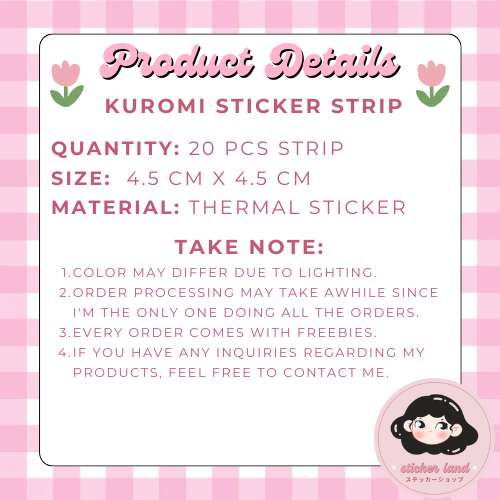 Product Details
KUROMI STICKER STRIP
QUANTITY: 20 PCS STRIP
SIZE: 4.5 CM X 4.5 CM
MATERIAL: THERMAL STICKER
TAKE NOTE:
1.COLOR MAY DIFFER DUE TO LIGHTING.
2.ORDER PROCESSING MAY TAKE AWHILE SINCE
I'M THE ONLY ONE DOING ALL THE ORDERS.
3.EVERY ORDER COMES WITH FREEBIES.
4.IF YOU HAVE ANY INQUIRIES REGARDING MY
PRODUCTS, FEEL FREE TO CONTACT ME.
sticker land
ステッカーショップ